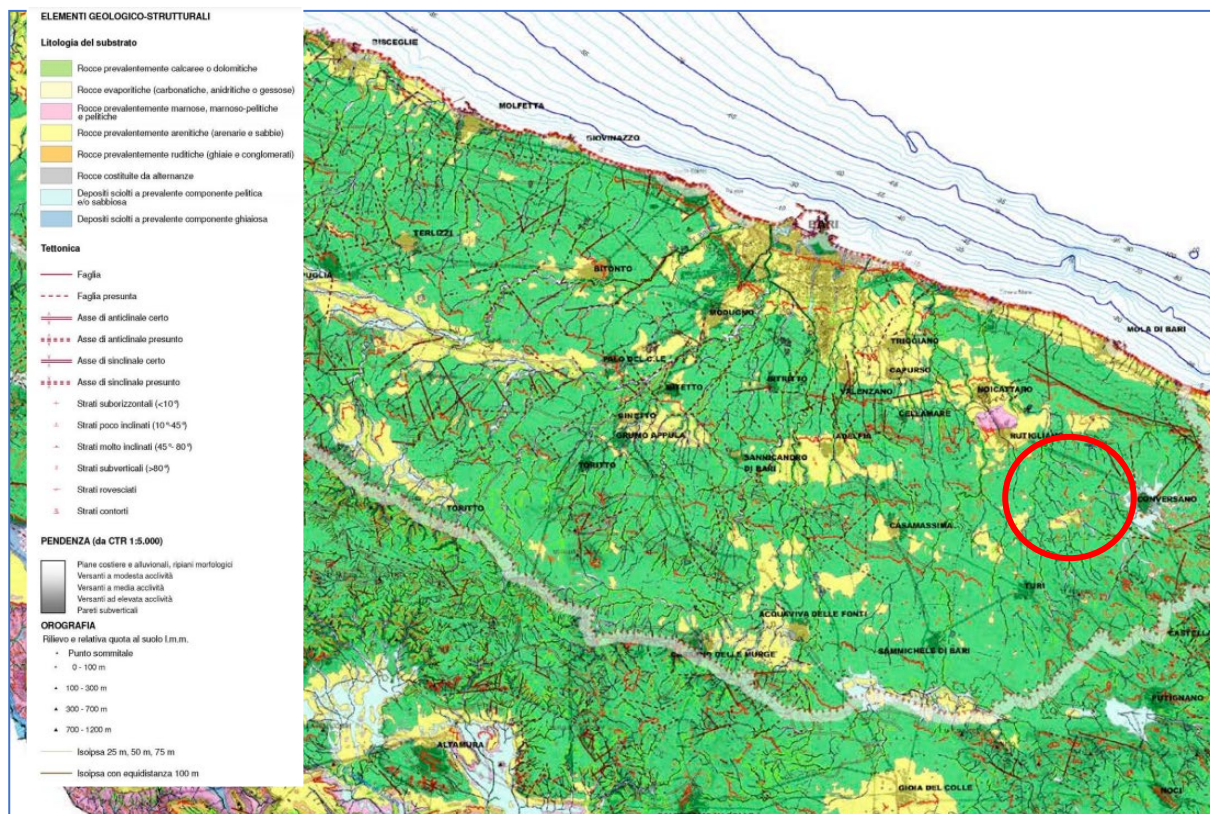 ELEMENTI GEOLOGICO-STRUTTURALI
Litologia del substrato
Rocce prevalentemente calcaree o dolomitiche
Rocce evaporitiche (carbonatiche, anidritiche o gessose)
Rocce prevalentemente marnose, marnoso-pelitiche
e pelitiche
Rocce prevalentemente arenitiche (arenarie e sabbie)
Rocce prevalentemente ruditiche (ghiaie e conglomerati)
Rocce costituite da alternanze
Depositi sciolti a prevalente componente pelitica
e/o sabbiosa
Depositi sciolti a prevalente componente ghiaiosa
Tettonica
Faglia
Faglia presunta
Asse di anticlinale certo
Asse di anticlinale presunto
Asse di sinclinale certo
Asse di sinclinale presunto
Strati suborizzontali (<10°)
Strati poco inclinati (10°-45°)
Strati molto inclinati (45°- 80°)
Strati subverticali (>80°)
Strati rovesciati
Strati contorti
PENDENZA (da CTR 1:5.000)
Piane costiere e alluvionali, ripiani morfologici
Versanti a modesta acclività
Versanti a media acclività
Versanti ad elevata acclività
Pareti subverticali
OROGRAFIA
Rilievo e relativa quota al suolo l.m.m.
Punto sommitale
0 - 100 m
100 - 300 m
300 - 700 m
700 - 1200 m
Isoipsa 25 m, 50 m, 75 m
Isoipsa con equidistanza 100 m
BISCEGLIE
MOLFETTA
GIOVINAZZO
BARI
TERLIZZI
BITONTO
MODUGNO
MOLA DI BARI
TRIGGIANO
CAPURSO
BITRITTO
VALENZANO
NOICATTARO
BITETTO
CELLAMARE
BINETTO
GRUMO APPULA
ADELFIA
SANNICANDRO
DI BARI
TORITTO
CONVERSANO
TORITTO
CASAMASSIMA
TURI
ACQUAVIVA DELLE FONTI
SAMMICHELE DI BARI
DELLE MURGE
CASTELLA
PUTIGNANO
ALTAMURA
GIOIA DEL COLLE
NOCI